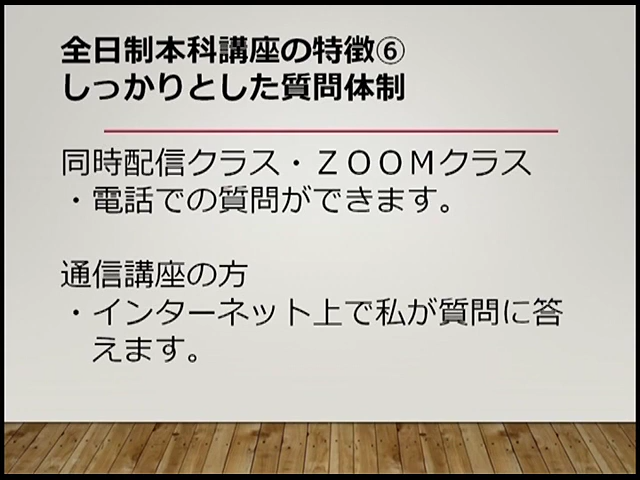 全日制本科講座の特徴⑥
しっかりとした質問体制
同時配信クラス・ＺＯＯＭクラス
・電話での質問ができます。
通信講座の方
・インターネット上で私が質問に答
えます。